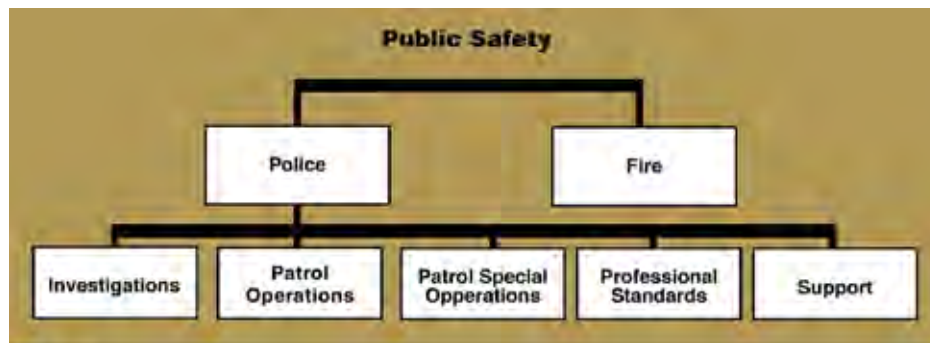 Public Safety
Police
Fire
Investigations
Patrol
Operations
Patrol Special
Opperations
Professional
Standards
Support